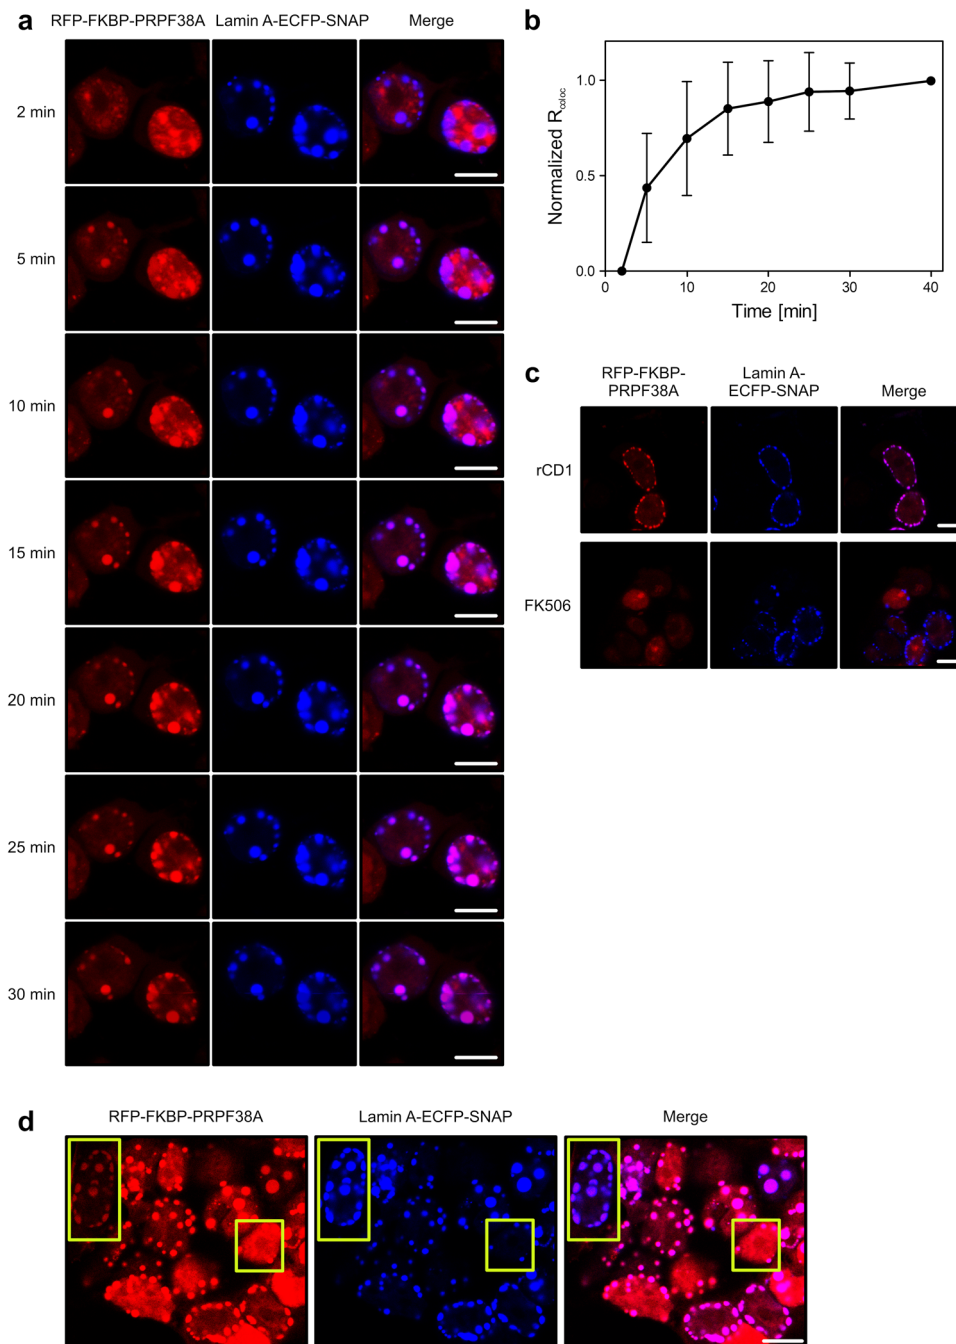 a
RFP-FKBP-PRPF38A Lamin A-ECFP-SNAP Merge
2 min
5 min
10 min
15 min
20 min
25 min
30 min
b
Normalized R_coloc
1.0
0.5
0.0
0 10 20 30 40
Time [min]
c
RFP-FKBP-
PRPF38A
Lamin A-
ECFP-SNAP
Merge
rCD1
FK506
d
RFP-FKBP-PRPF38A Lamin A-ECFP-SNAP Merge